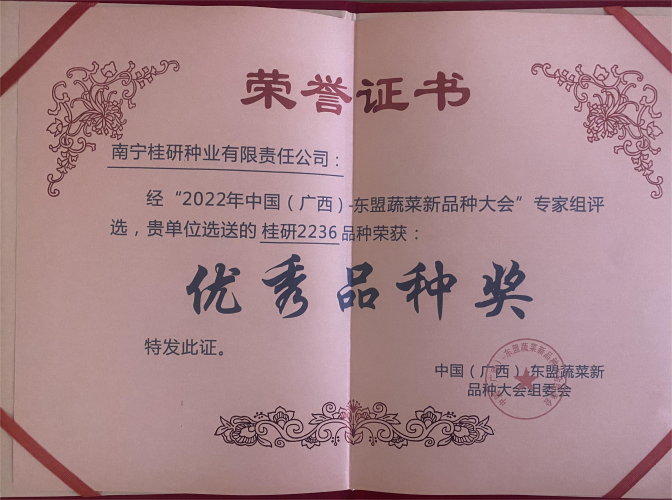 荣誉证书
南宁桂研种业有限责任公司：
经“2022年中国（广西）-东盟蔬菜新品种大会”专家组评
选，贵单位选送的 桂研2236 品种荣获：
优秀品种奖
特发此证。
中国（广西）-东盟蔬菜新
品种大会组委会